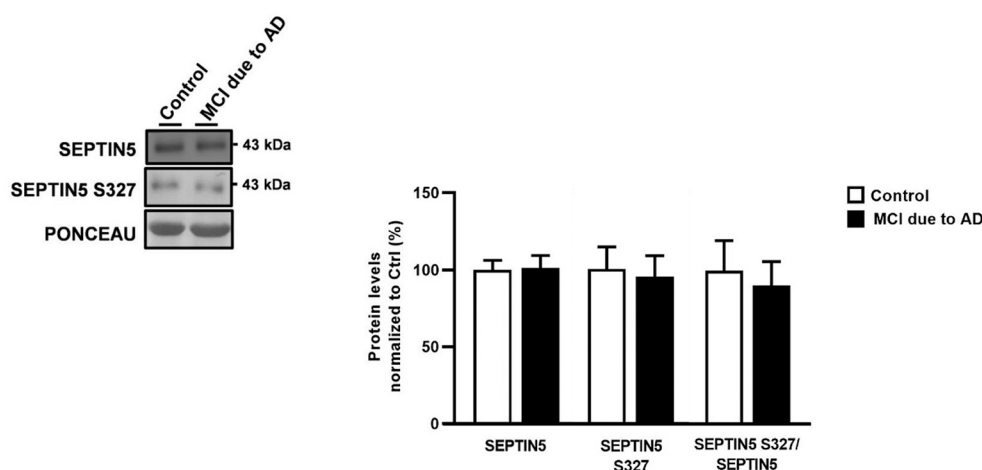 Control
MCI due to AD
SEPTIN5
- 43 kDa
SEPTIN5 S327
- 43 kDa
PONCEAU
Protein levels
normalized to Ctrl (%)
150
100
50
0
SEPTIN5
SEPTIN5
S327
SEPTIN5 S327/
SEPTIN5
Control
MCI due to AD